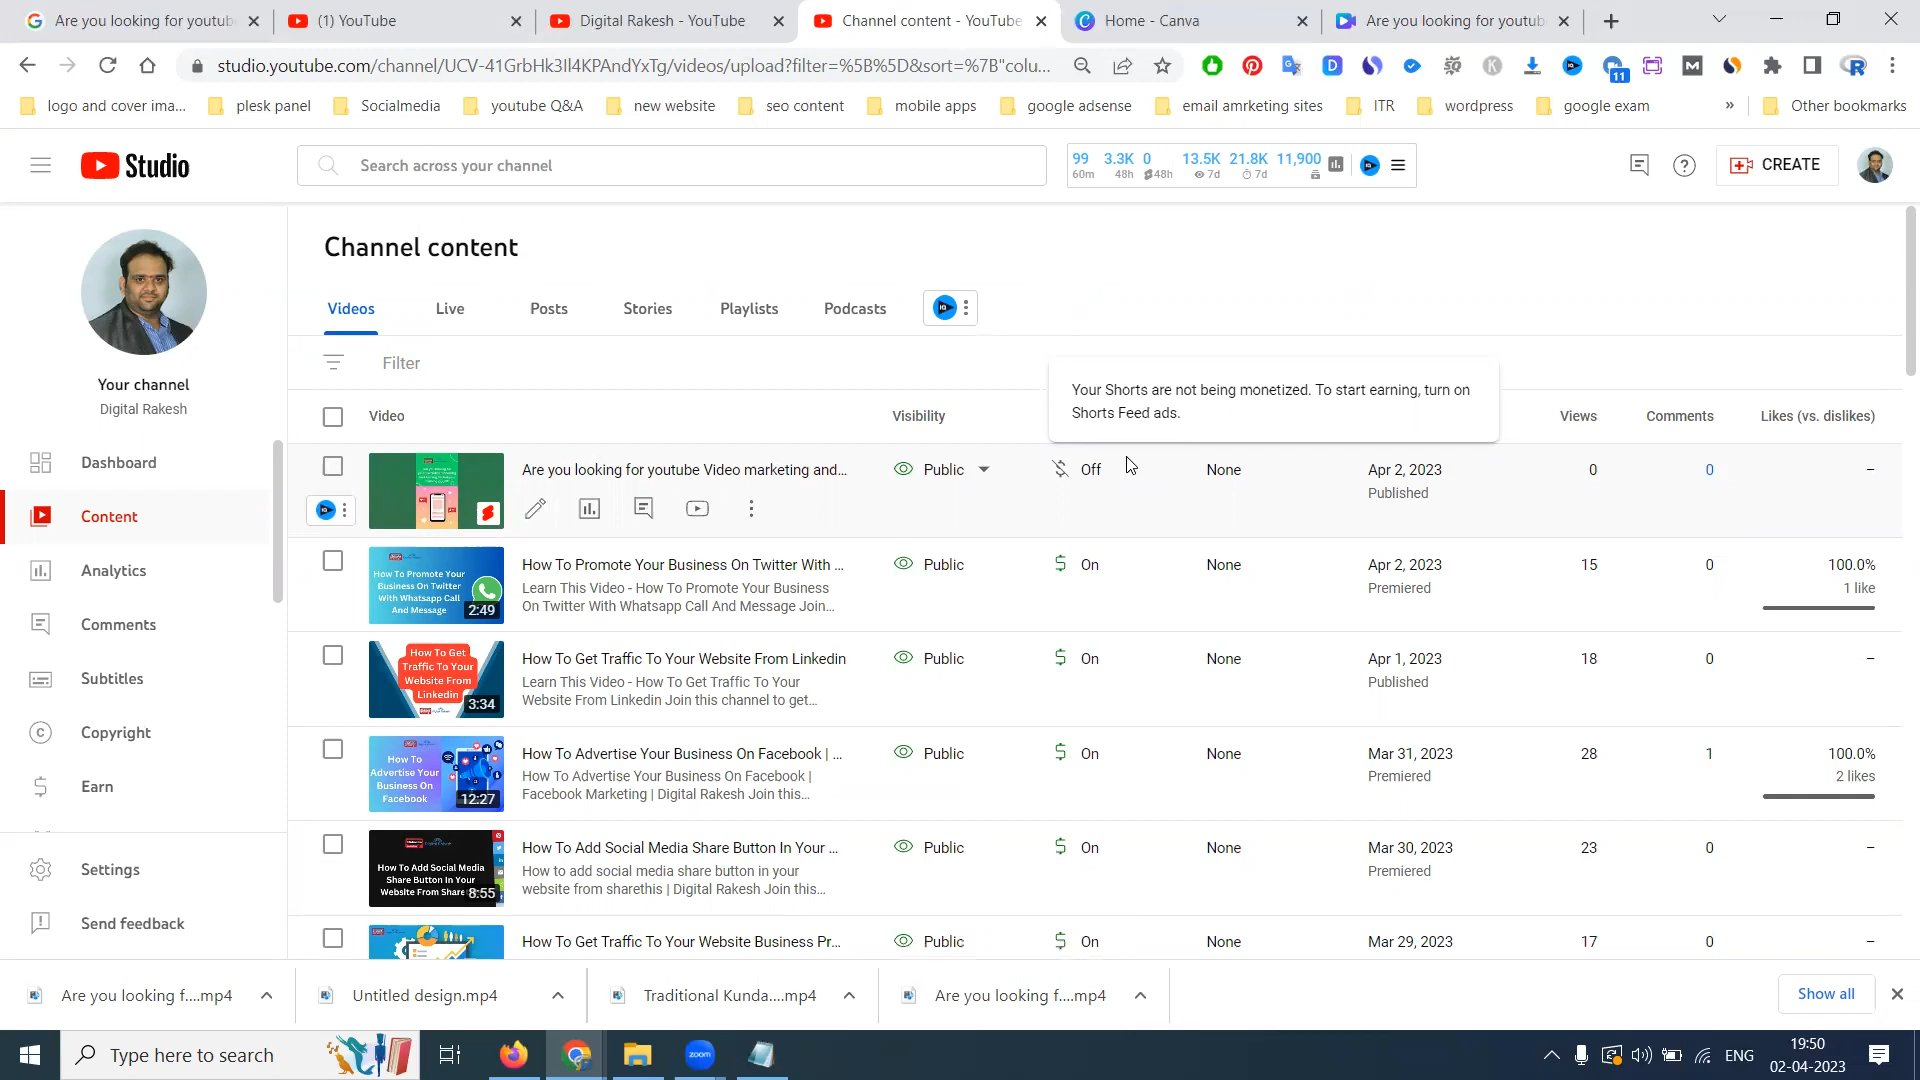 Are you looking for youtub
(1) YouTube
Digital Rakesh - YouTube
Channel content - YouTube
Home - Canva
Are you looking for youtub
studio.youtube.com/channel/UCV-41GrbHk3Il4KPAndYxTg/videos/upload?filter=%5B%5D&sort=%7B"colu...
11
logo and cover ima...
plesk panel
Socialmedia
youtube Q&A
new website
seo content
mobile apps
google adsense
email amrketing sites
ITR
wordpress
google exam
»
Other bookmarks
Studio
Search across your channel
99 3.3K 0 13.5K 21.8K 11,900
60m 48h 48h 7d 7d
CREATE
Channel content
Videos
Live
Posts
Stories
Playlists
Podcasts
Your channel
Digital Rakesh
Filter
Your Shorts are not being monetized. To start earning, turn on
Shorts Feed ads.
Video
Visibility
Views
Comments
Likes (vs. dislikes)
Dashboard
Content
Analytics
Comments
Subtitles
Copyright
Earn
Settings
Send feedback
Are you looking for youtube Video marketing and...
Public
Off
None
Apr 2, 2023
Published
0
0
–
How To Promote Your
Business On Twitter
With Whatsapp Call
And Message
2:49
How To Promote Your Business On Twitter With ...
Learn This Video - How To Promote Your Business
On Twitter With Whatsapp Call And Message Join...
Public
On
None
Apr 2, 2023
Premiered
15
0
100.0%
1 like
How To Get
Traffic To Your
Website From
Linkedin
3:34
How To Get Traffic To Your Website From Linkedin
Learn This Video - How To Get Traffic To Your
Website From Linkedin Join this channel to get...
Public
On
None
Apr 1, 2023
Published
18
0
–
How To
Advertise Your
Business On
Facebook
12:27
How To Advertise Your Business On Facebook | ...
How To Advertise Your Business On Facebook |
Facebook Marketing | Digital Rakesh Join this...
Public
On
None
Mar 31, 2023
Premiered
28
1
100.0%
2 likes
How To Add Social Media
Share Button In Your
Website From Share
8:55
How To Add Social Media Share Button In Your ...
How to add social media share button in your
website from sharethis | Digital Rakesh Join this...
Public
On
None
Mar 30, 2023
Premiered
23
0
–
How To Get Traffic To Your Website Business Pr...
Public
On
None
Mar 29, 2023
17
0
–
Are you looking f....mp4
Untitled design.mp4
Traditional Kunda....mp4
Are you looking f....mp4
Show all
Type here to search
zoom
ENG
19:50
02-04-2023